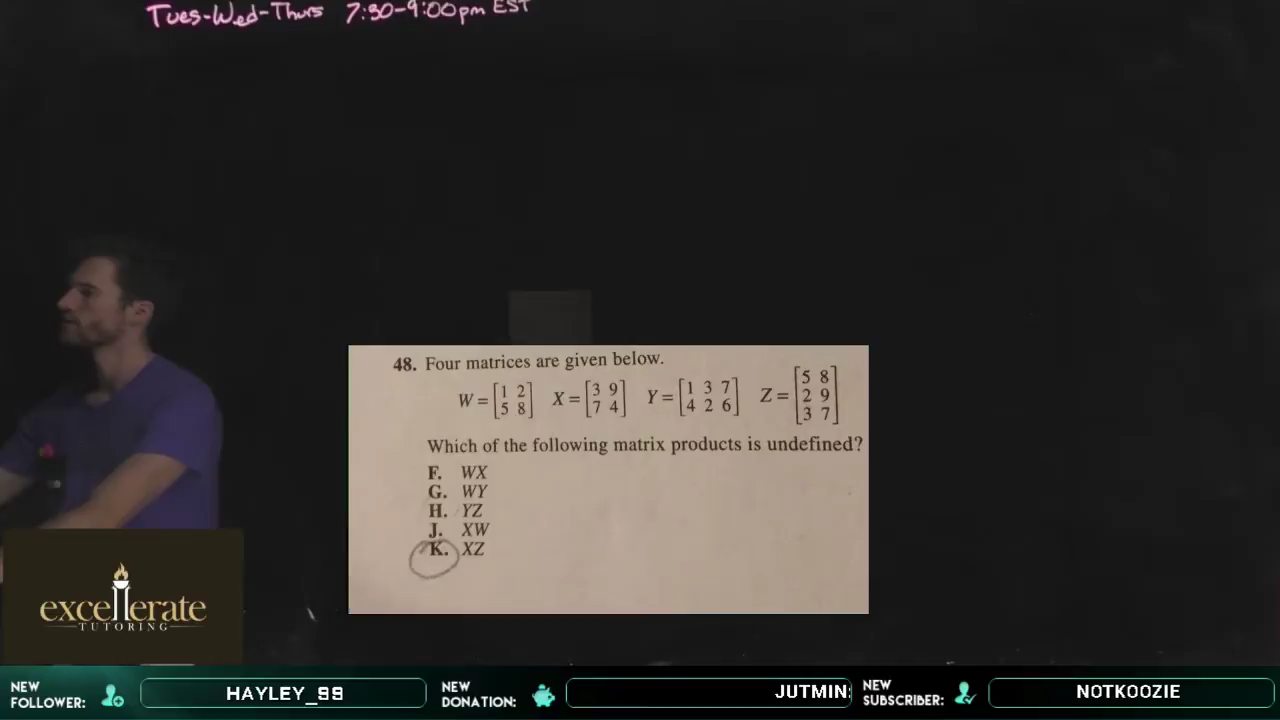 Tues-Wed-Thurs 7:30-9:00pm EST
48. Four matrices are given below.
W = [1 2 5 8] X = [3 9 7 4] Y = [1 3 7 4 2 6] Z = [5 8 2 9 3 7]
Which of the following matrix products is undefined?
F. WX
G. WY
H. YZ
J. XW
K. XZ
excellerate
TUTORING
NEW FOLLOWER: HAYLEY_99
NEW DONATION: JUTMIN:
NEW SUBSCRIBER: NOTKOOZIE